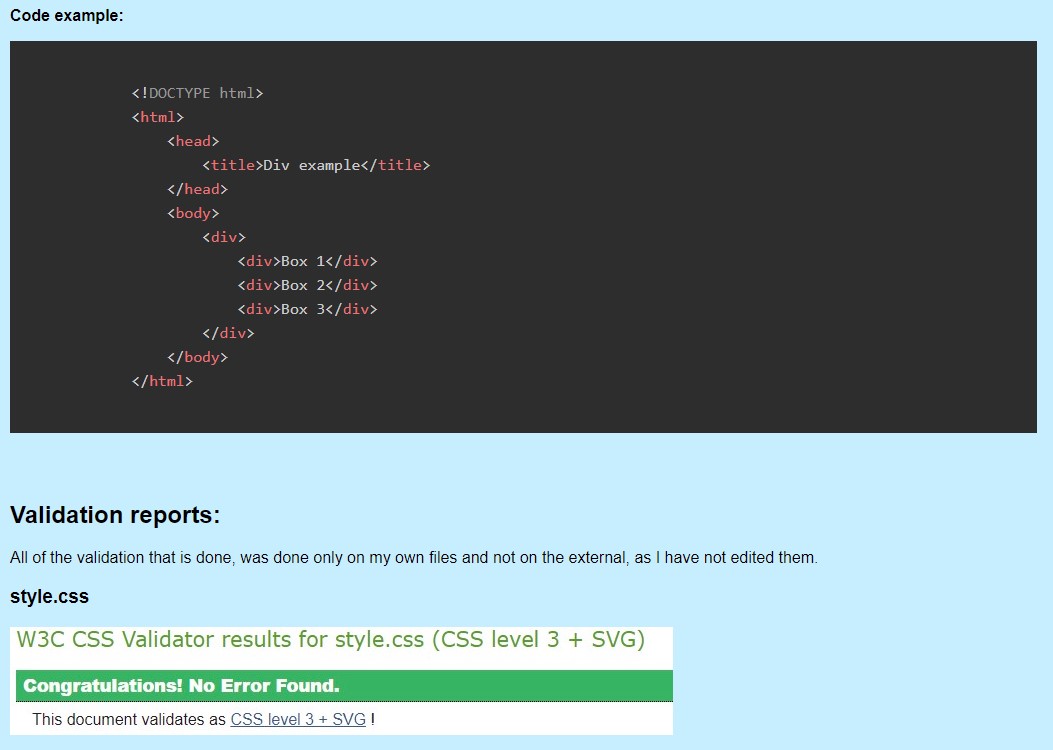 Code example:
<!DOCTYPE html>
<html>
<head>
<title>Div example</title>
</head>
<body>
<div>
<div>Box 1</div>
<div>Box 2</div>
<div>Box 3</div>
</div>
</body>
</html>
Validation reports:
All of the validation that is done, was done only on my own files and not on the external, as I have not edited them.
style.css
W3C CSS Validator results for style.css (CSS level 3 + SVG)
Congratulations! No Error Found.
This document validates as CSS level 3 + SVG !